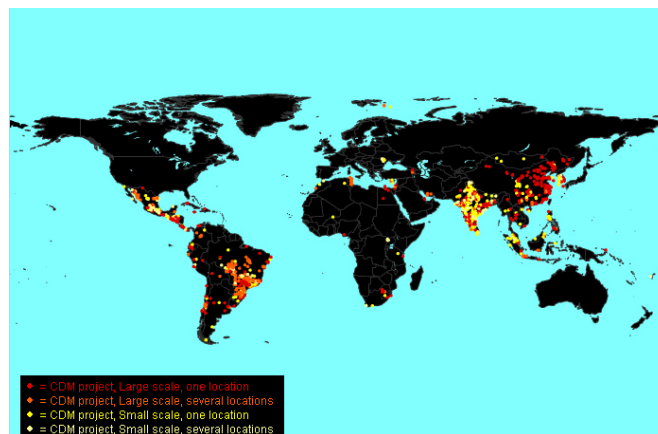 = CDM project, Large scale, one location
= CDM project, Large scale, several locations
= CDM project, Small scale, one location
= CDM project, Small scale, several locations